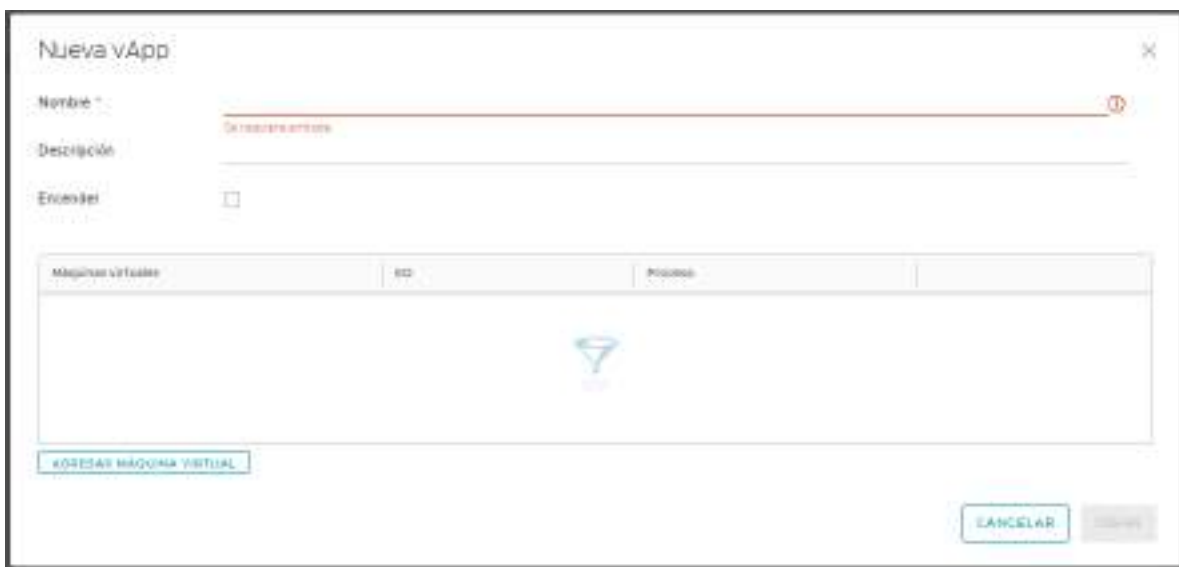 Nueva vApp
Nombre *
Se requiere entrada
Descripción
Encender
Máquinas virtuales
SO
Proceso
AGREGAR MÁQUINA VIRTUAL
CANCELAR